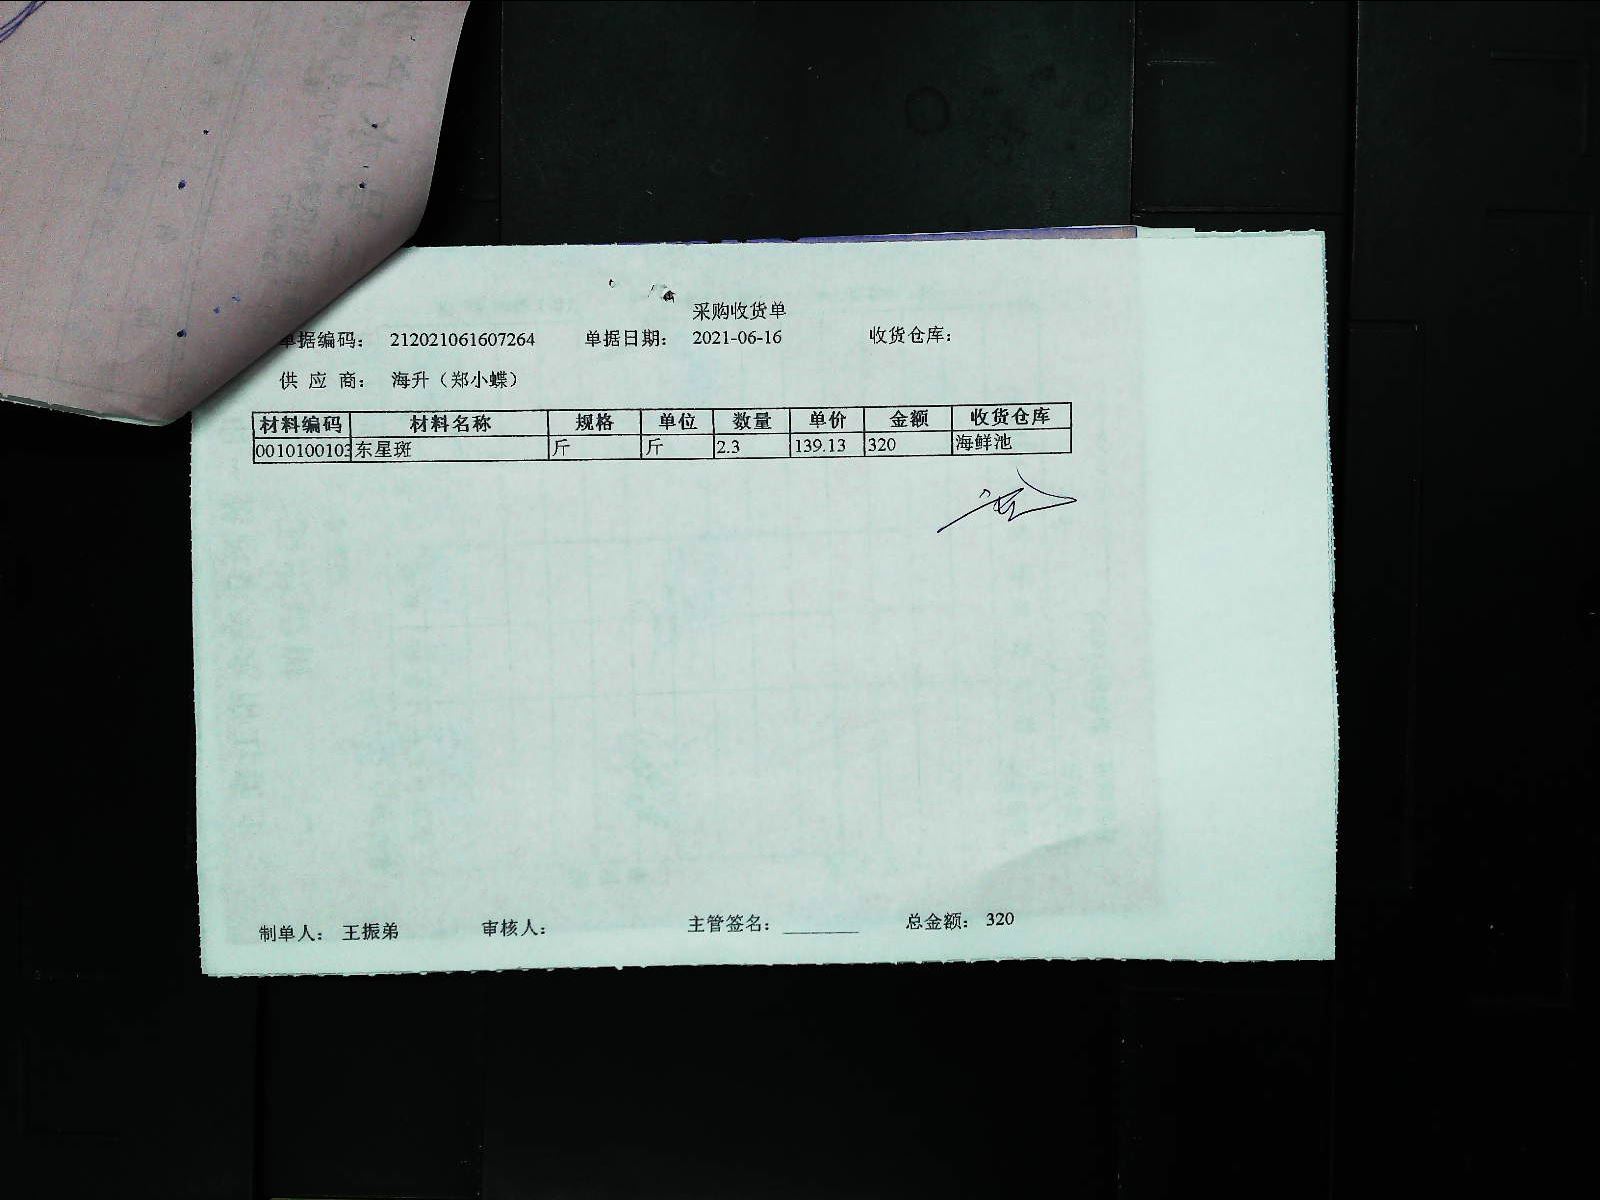 采购收货单
单据编码： 212021061607264 单据日期： 2021-06-16 收货仓库：
供 应 商： 海升（郑小蝶）
材料编码 材料名称 规格 单位 数量 单价 金额 收货仓库
0010100103 东星斑 斤 斤 2.3 139.13 320 海鲜池
制单人： 王振弟 审核人： 主管签名： ________ 总金额： 320